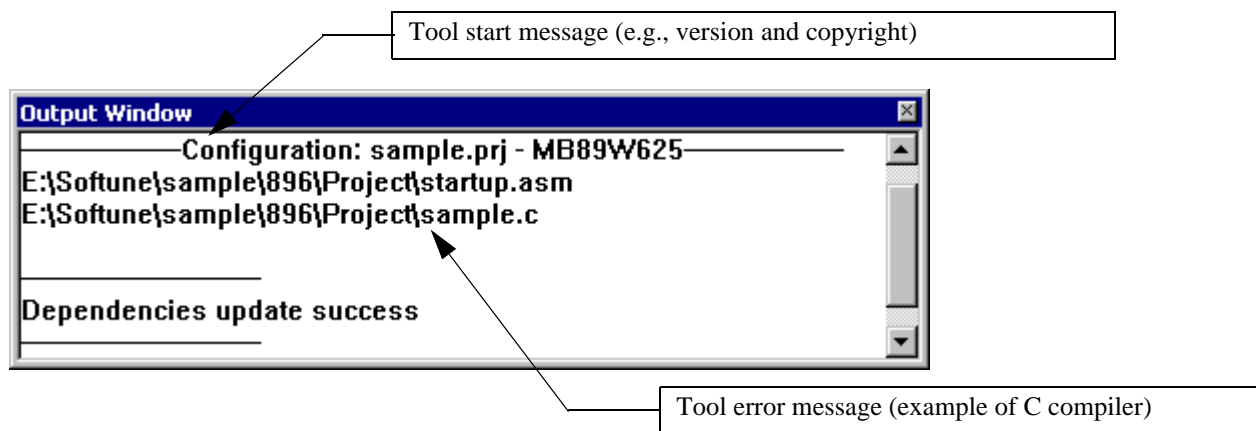 Tool start message (e.g., version and copyright)
Output Window
Configuration: sample.prj - MB89W625
E:\Softune\sample\896\Project\startup.asm
E:\Softune\sample\896\Project\sample.c
Dependencies update success
Tool error message (example of C compiler)